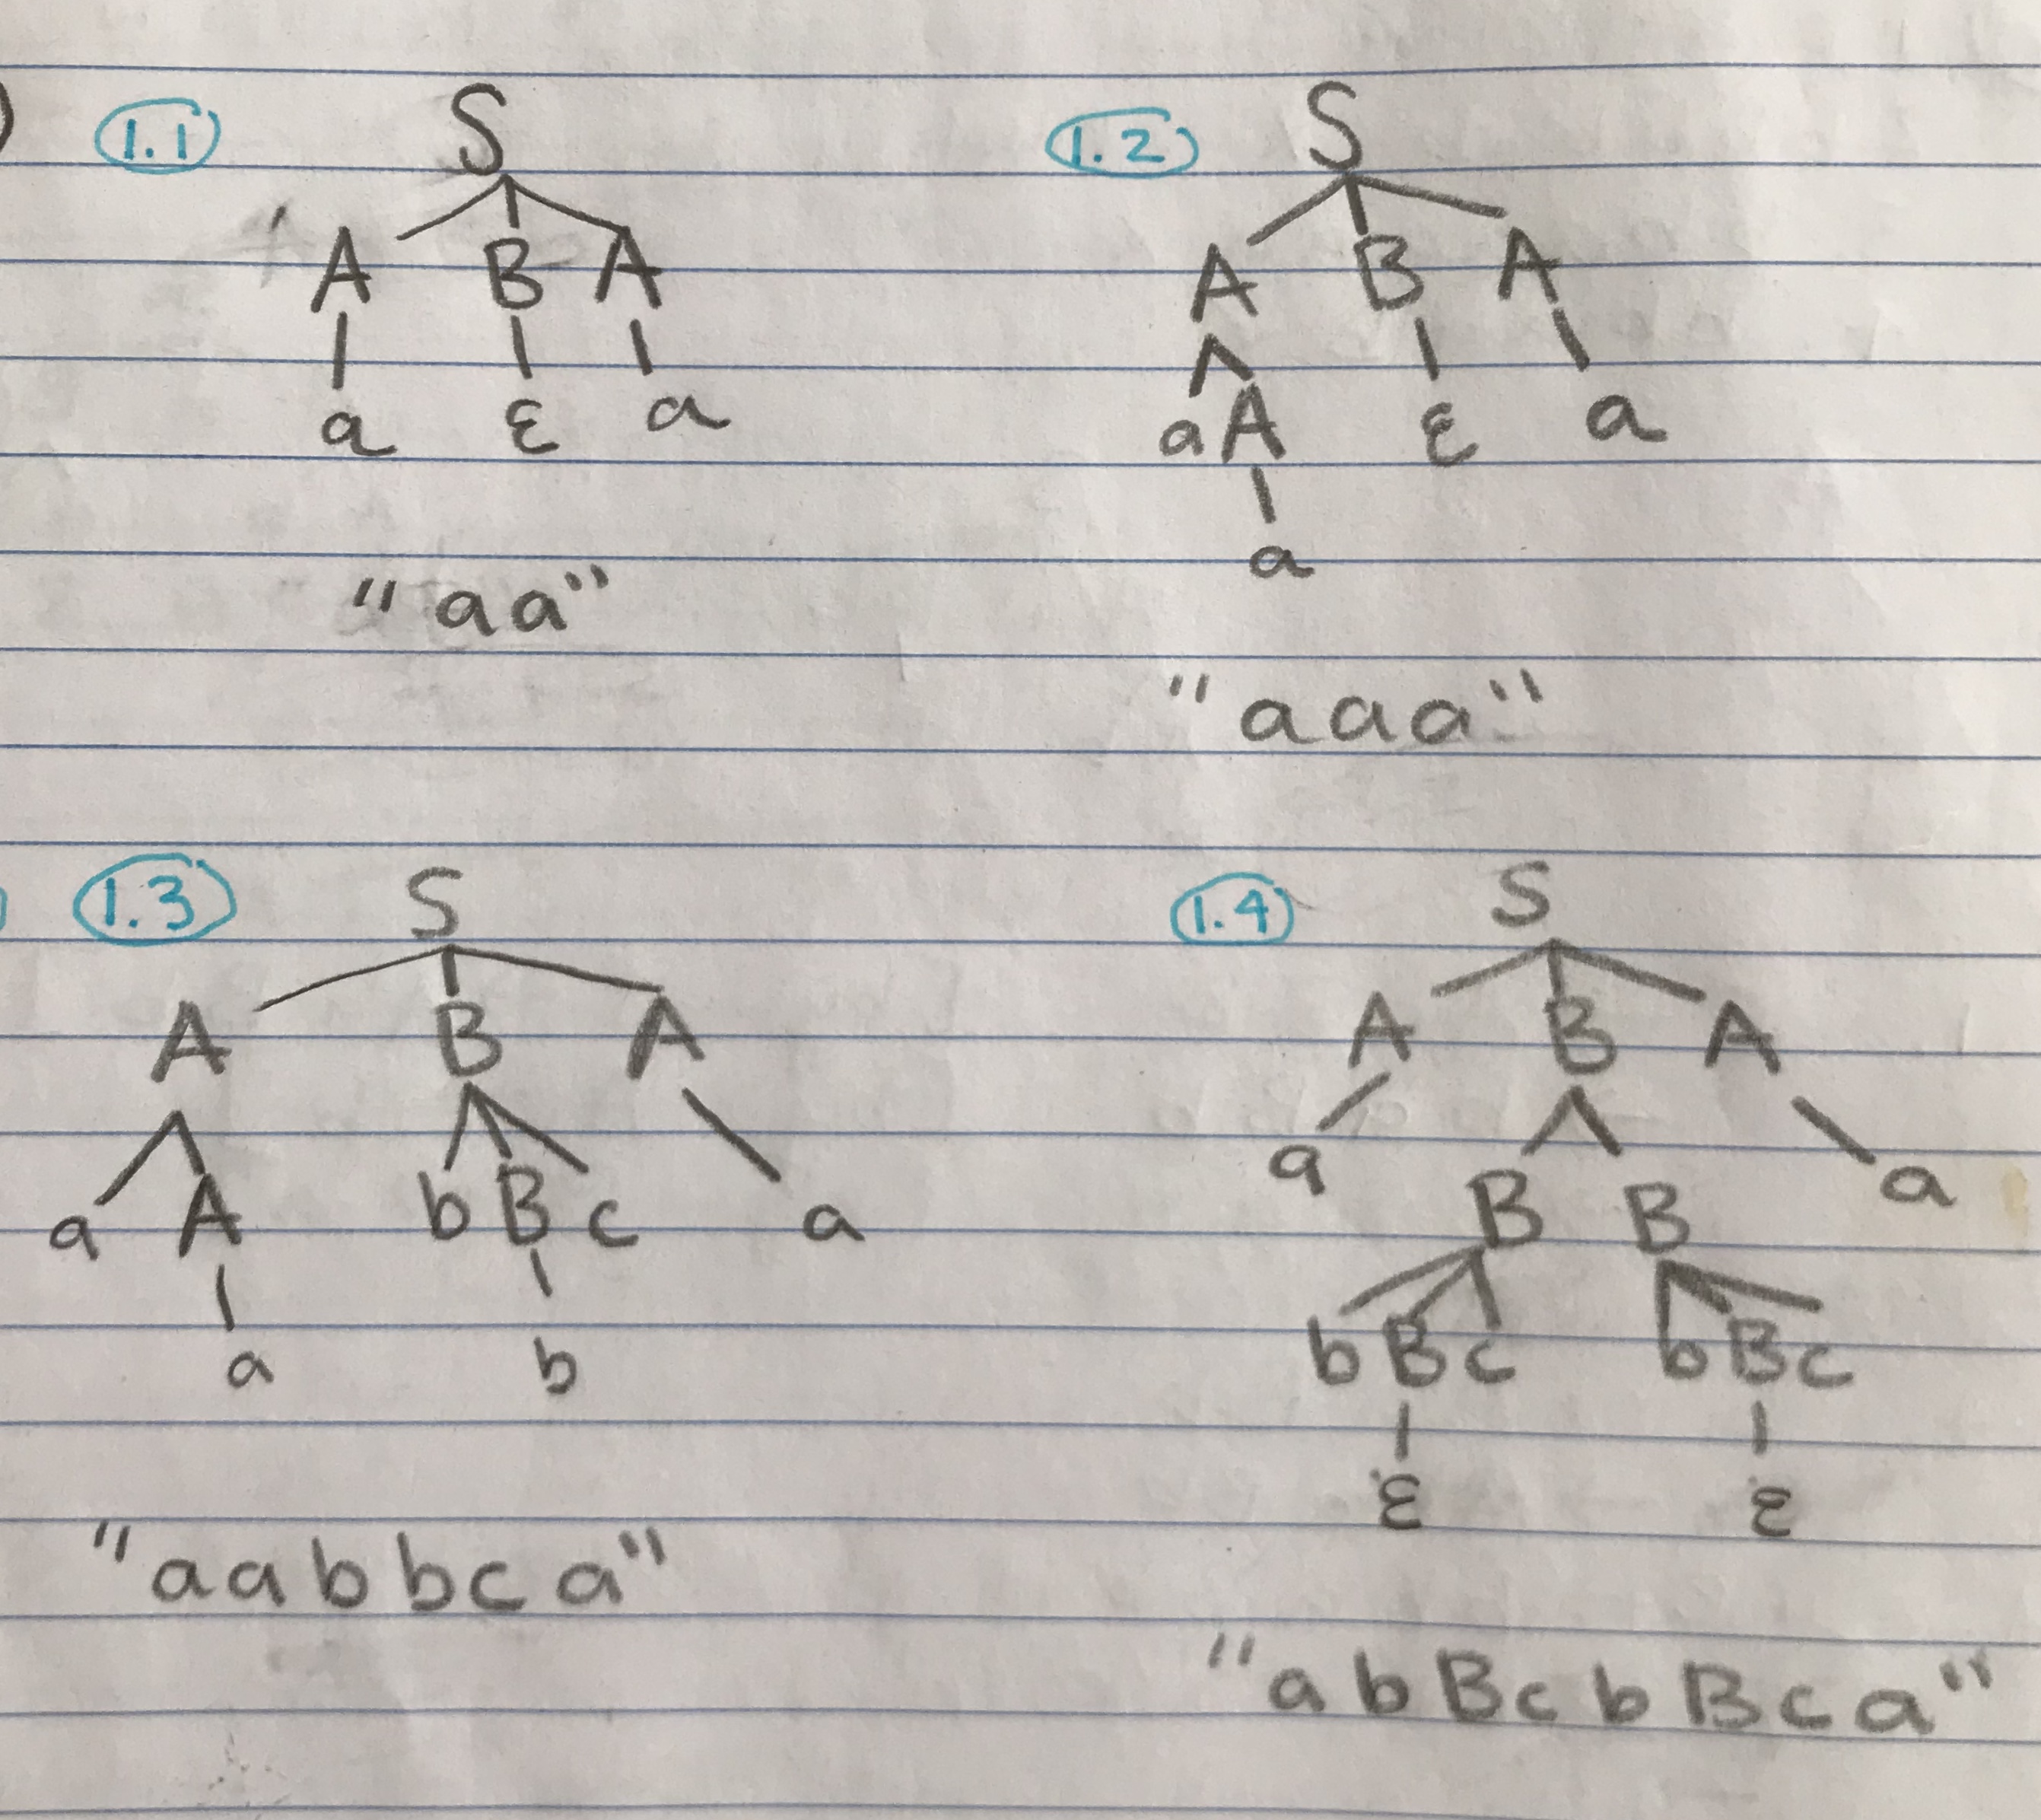 1.1
S
A B A
a ε a
"aa"
1.2
S
A B A
a A ε a
a
"aaa"
1.3
S
A B A
a A b B c a
a b
"aabbca"
1.4
S
A B A
a B B a
b B c b B c
ε ε
"abBcbBca"